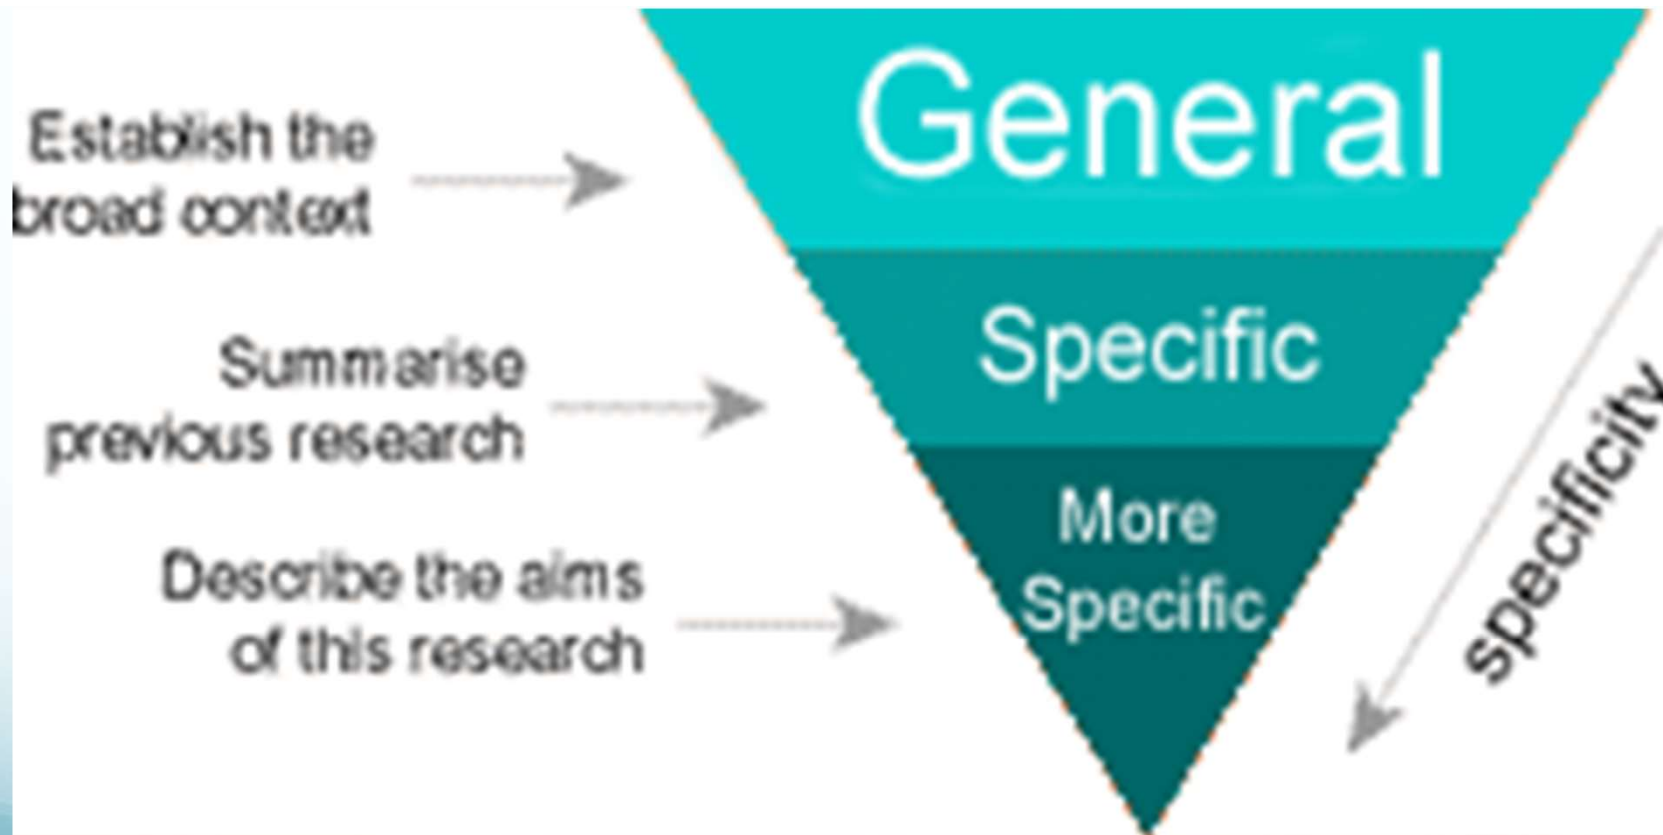 Establish the
broad context
General
Summarise
previous research
Specific
Describe the aims
of this research
More
Specific
specificity